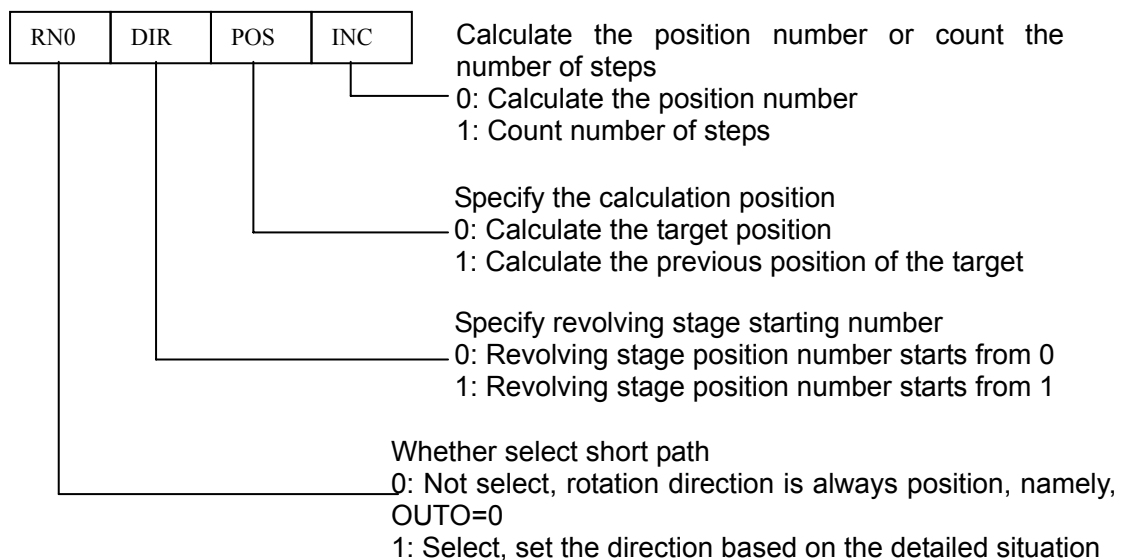 RN0 DIR POS INC
Calculate the position number or count the
number of steps
0: Calculate the position number
1: Count number of steps
Specify the calculation position
0: Calculate the target position
1: Calculate the previous position of the target
Specify revolving stage starting number
0: Revolving stage position number starts from 0
1: Revolving stage position number starts from 1
Whether select short path
0: Not select, rotation direction is always position, namely,
OUTO=0
1: Select, set the direction based on the detailed situation